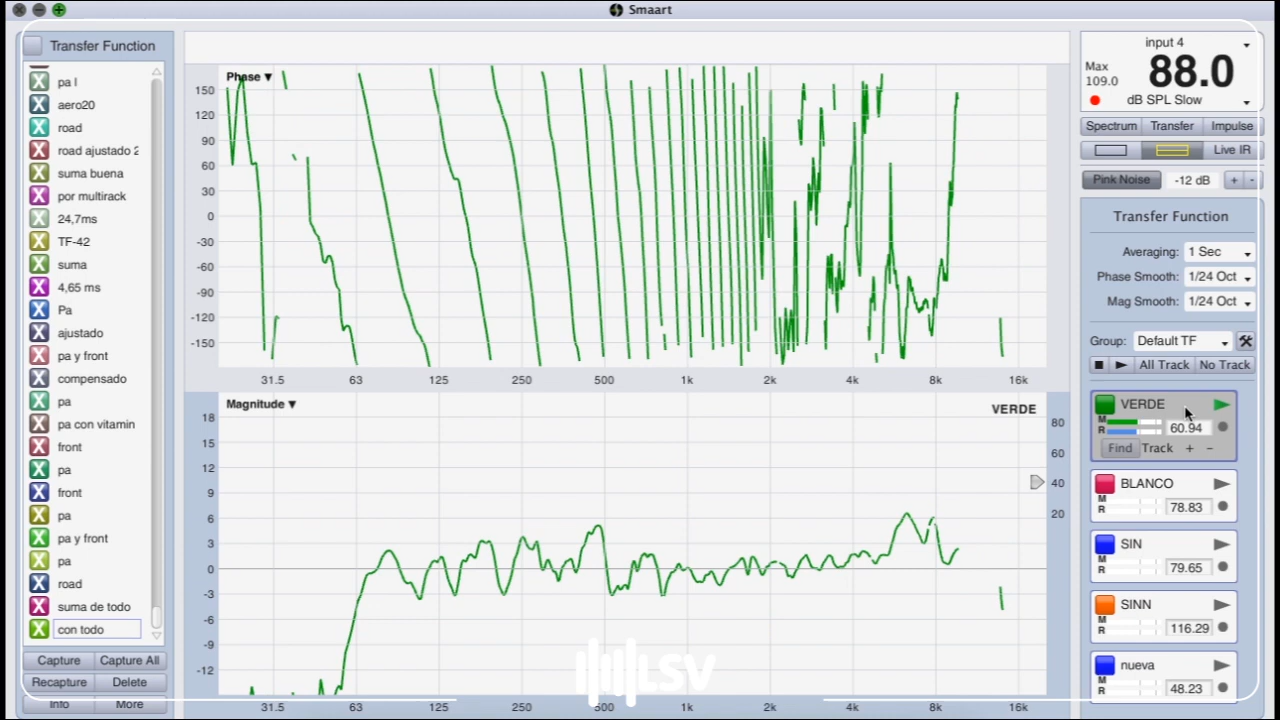 Smaart
Transfer Function
pa l
aero20
road
road ajustado 2
suma buena
por multirack
24,7ms
TF-42
suma
4,65 ms
Pa
ajustado
pa y front
compensado
pa
pa con vitamin
front
pa
front
pa
pa y front
pa
road
suma de todo
con todo
Capture Capture All
Recapture Delete
Info More
Phase ▼
150
120
90
60
30
0
-30
-60
-90
-120
-150
31.5 63 125 250 500 1k 2k 4k 8k 16k
Magnitude ▼
VERDE
18
15
12
9
6
3
0
-3
-6
-9
-12
80
60
40
20
31.5 63 125 250 500 1k 2k 4k 8k 16k
LSV
input 4
Max
109.0
88.0
dB SPL Slow
Spectrum Transfer Impulse
Live IR
Pink Noise -12 dB + -
Transfer Function
Averaging: 1 Sec
Phase Smooth: 1/24 Oct
Mag Smooth: 1/24 Oct
Group: Default TF
All Track No Track
VERDE
M
R 60.94
Find Track + -
BLANCO
M
R 78.83
SIN
M
R 79.65
SINN
M
R 116.29
nueva
M
R 48.23